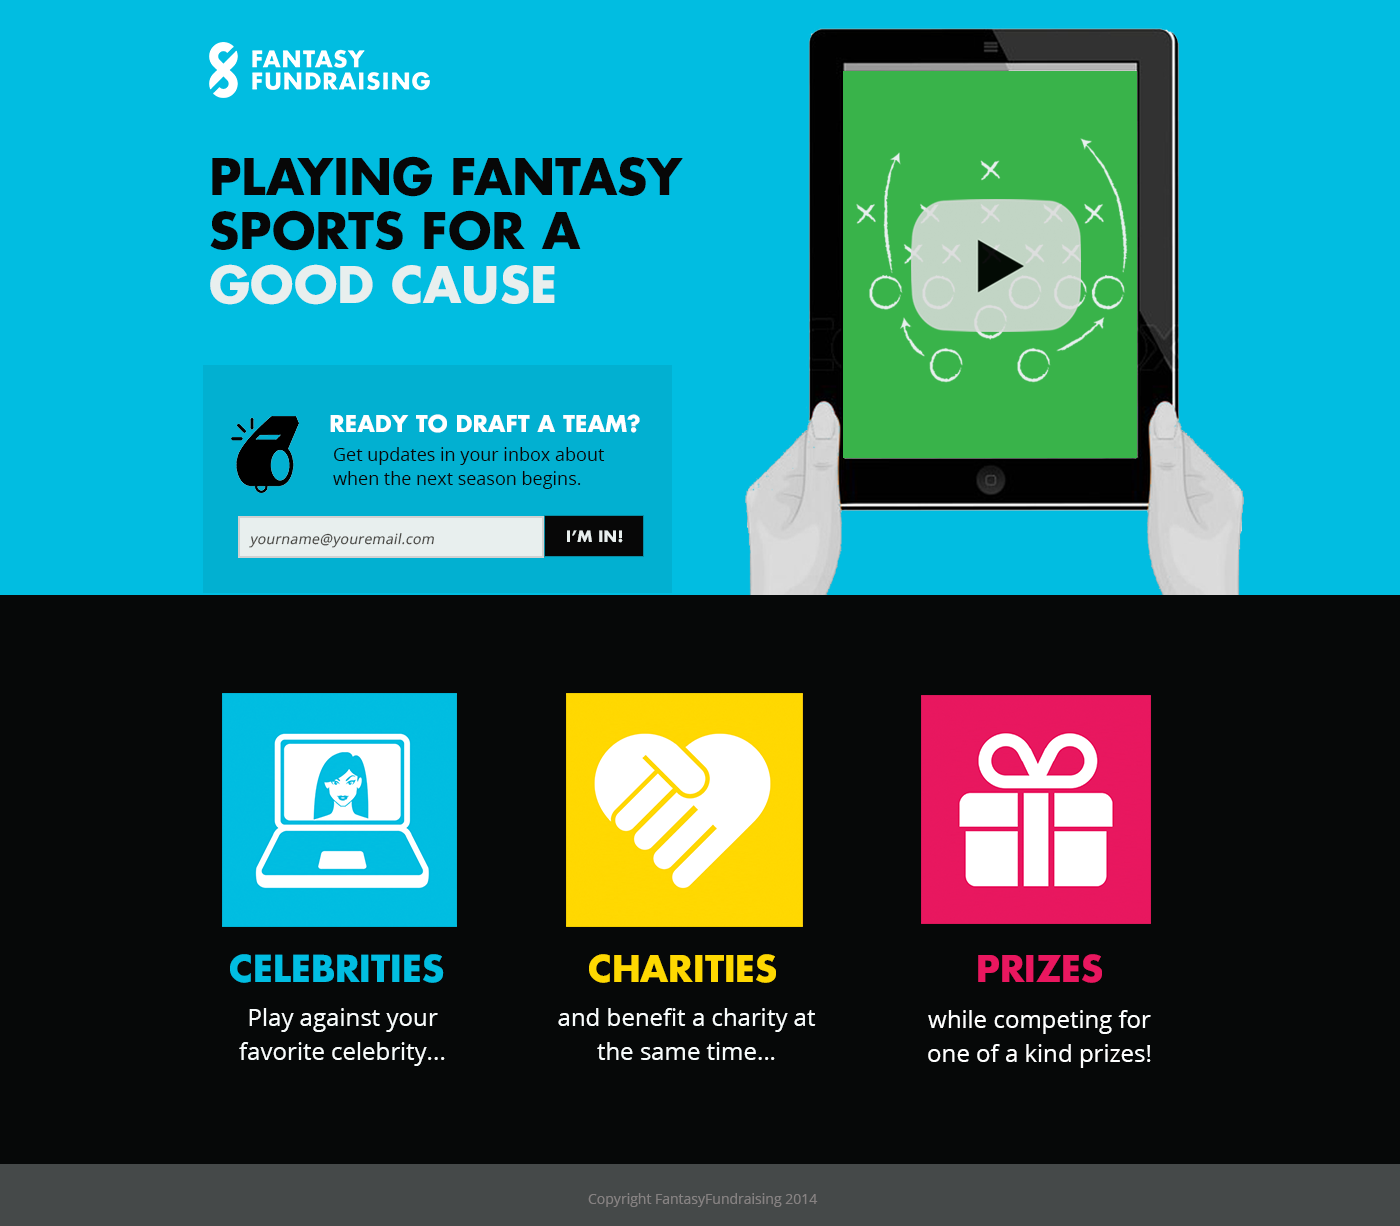 FANTASY
FUNDRAISING
PLAYING FANTASY
SPORTS FOR A
GOOD CAUSE
READY TO DRAFT A TEAM?
Get updates in your inbox about
when the next season begins.
yourname@youremail.com
I'M IN!
CELEBRITIES
Play against your
favorite celebrity...
CHARITIES
and benefit a charity at
the same time...
PRIZES
while competing for
one of a kind prizes!
Copyright FantasyFundraising 2014